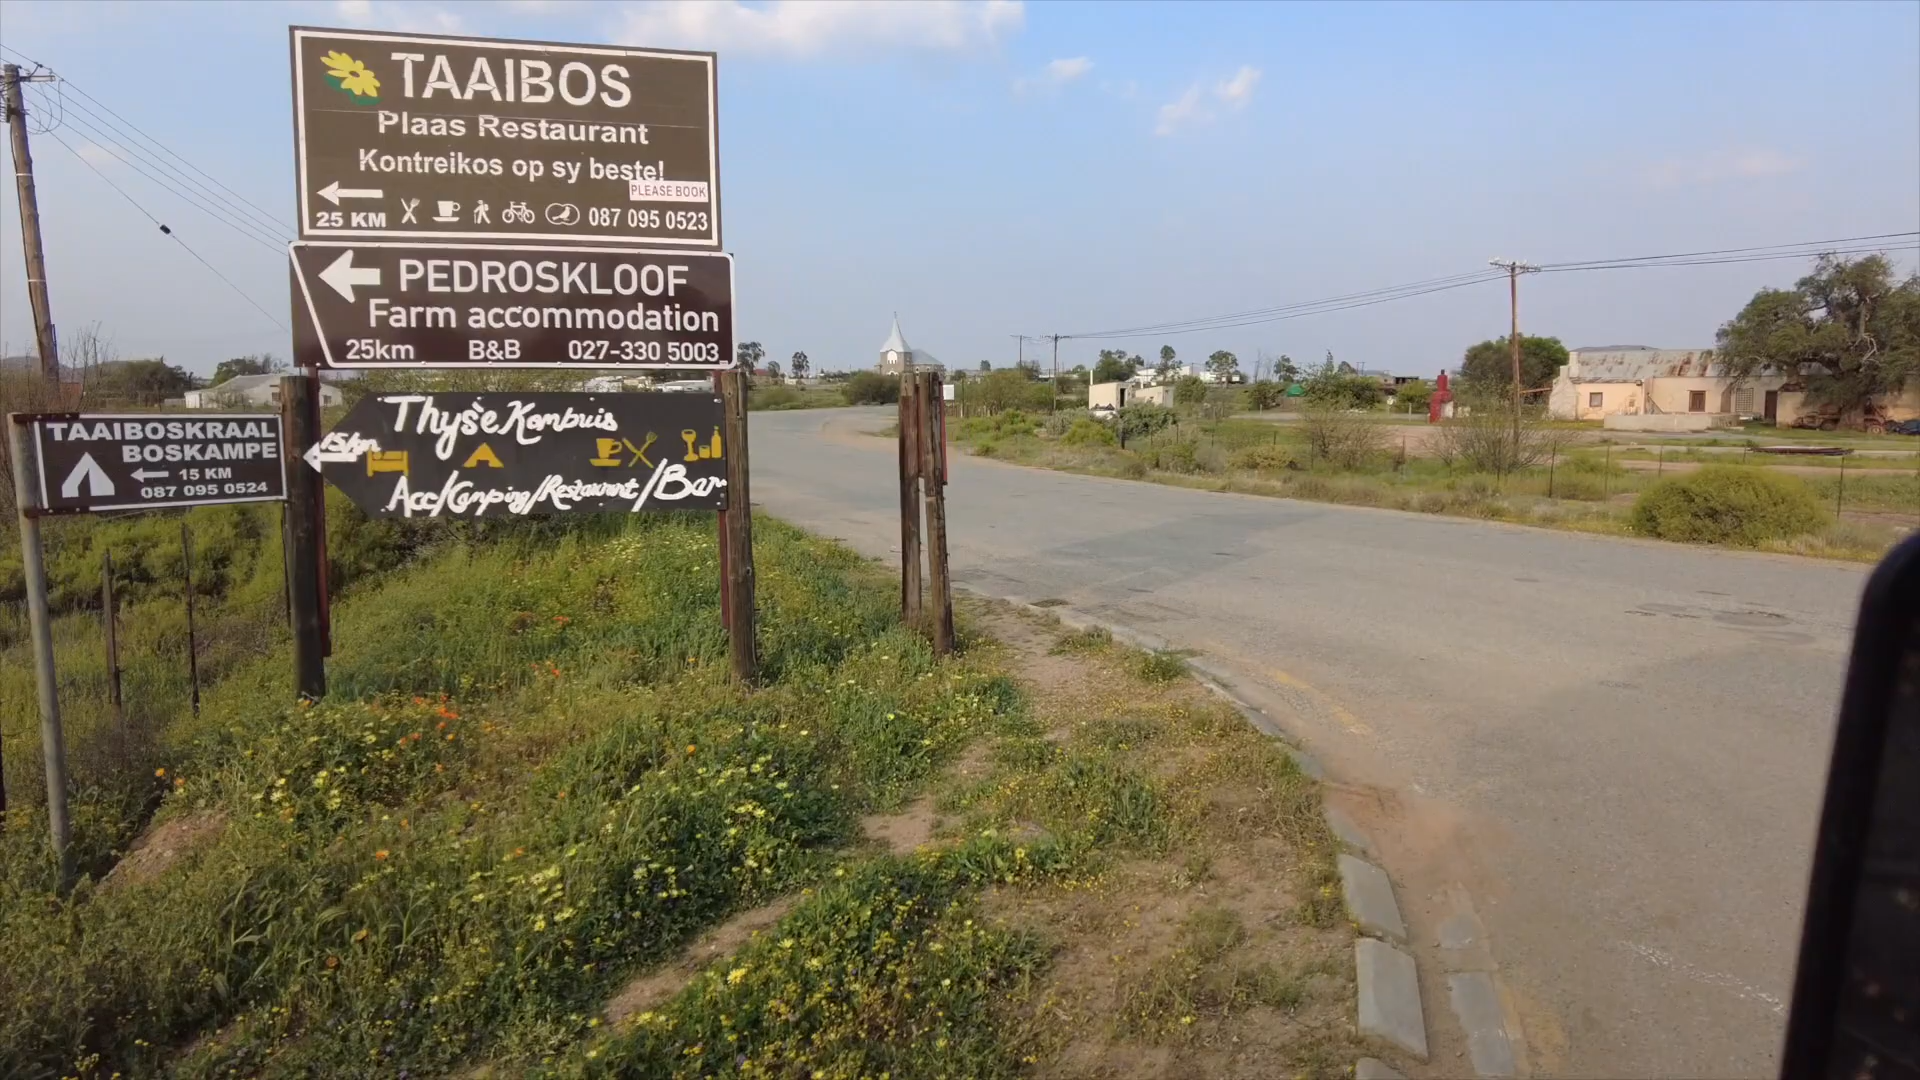 TAAIBOS
Plaas Restaurant
Kontreikos op sy beste!
PLEASE BOOK
25 KM 087 095 0523
PEDROSKLOOF
Farm accommodation
25km B&B 027-330 5003
Thyse Kombuis
15km
Acc/Camping/Restaurant/Bar
TAAIBOSKRAAL
BOSKAMPE
15 KM
087 095 0524